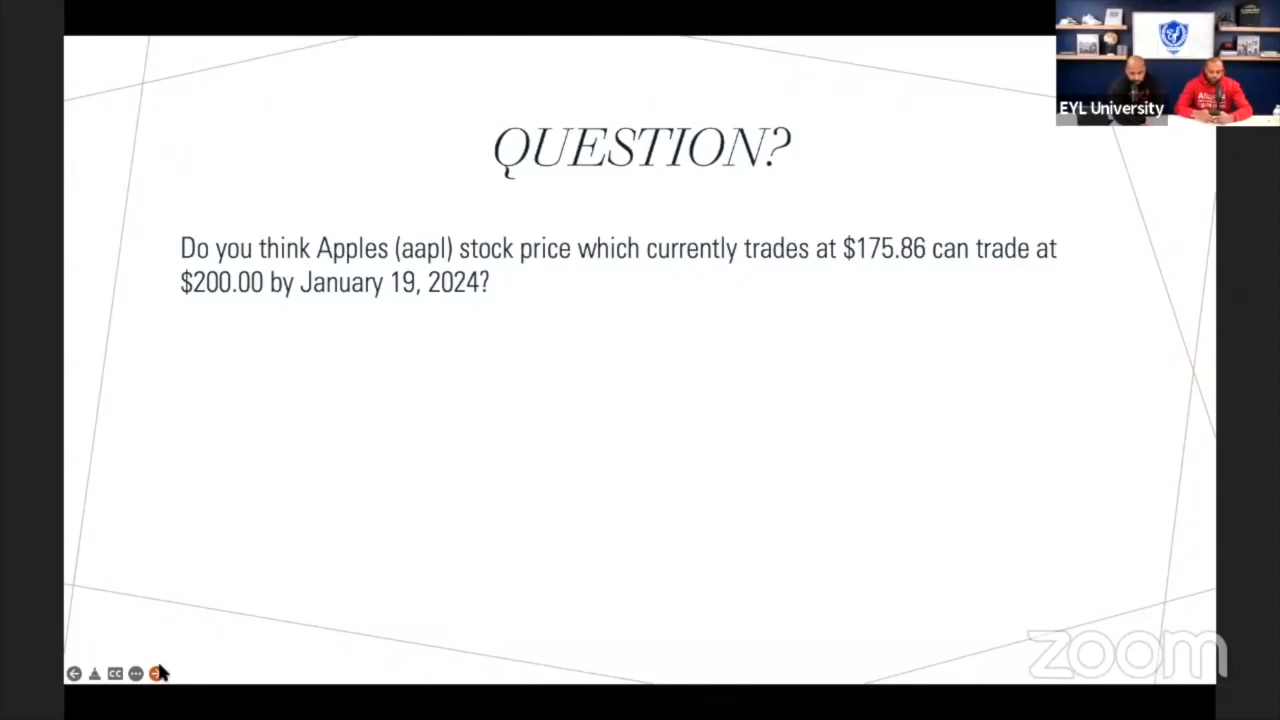 EYL University
QUESTION?
Do you think Apples (aapl) stock price which currently trades at $175.86 can trade at
$200.00 by January 19, 2024?
CC
zoom